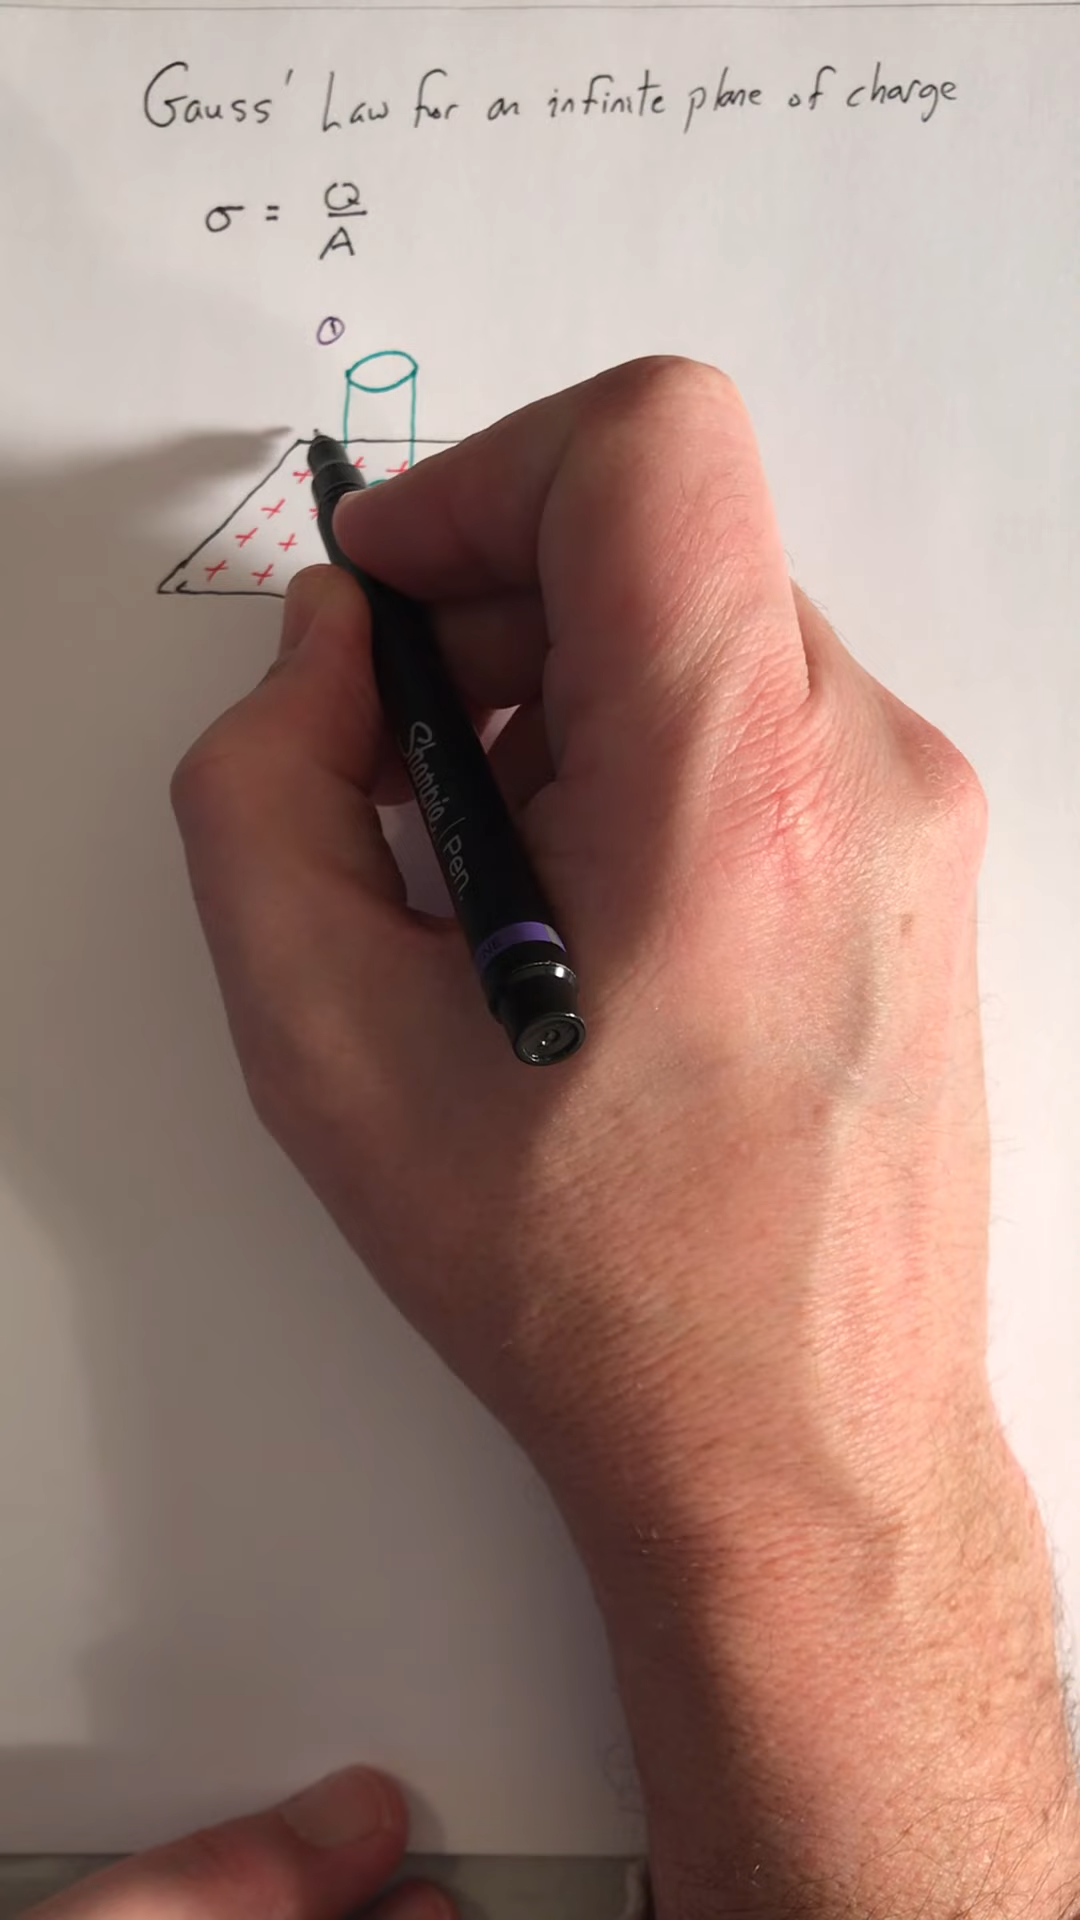 Gauss' Law for an infinite plane of charge
σ = Q
A
①
+ + +
+ +
+ +
+ +
Sharpie. | Pen.